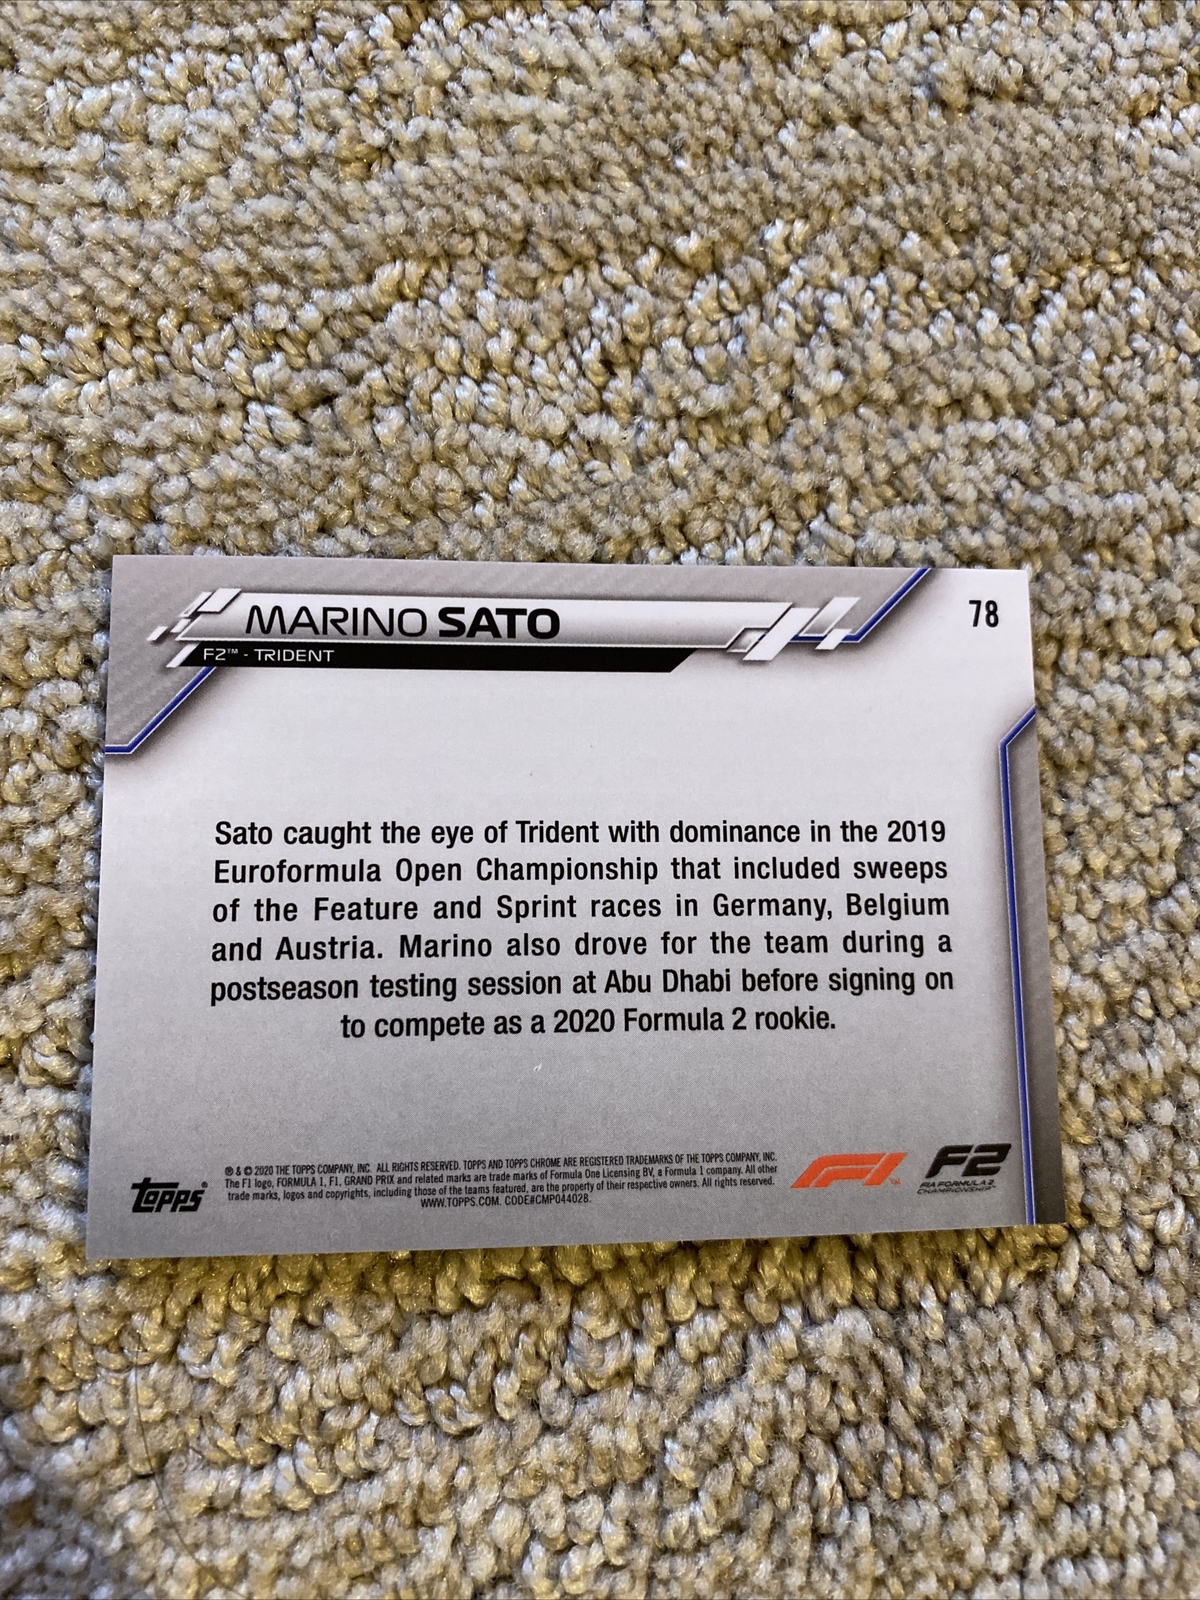 MARINO SATO
78
F2™ - TRIDENT
Sato caught the eye of Trident with dominance in the 2019
Euroformula Open Championship that included sweeps
of the Feature and Sprint races in Germany, Belgium
and Austria. Marino also drove for the team during a
postseason testing session at Abu Dhabi before signing on
to compete as a 2020 Formula 2 rookie.
topps®
® & © 2020 THE TOPPS COMPANY, INC. ALL RIGHTS RESERVED. TOPPS AND TOPPS CHROME ARE REGISTERED TRADEMARKS OF THE TOPPS COMPANY, INC.
The F1 logo, FORMULA 1, F1, GRAND PRIX and related marks are trade marks of Formula One Licensing BV, a Formula 1 company. All other
trade marks, logos and copyrights, including those of the teams featured, are the property of their respective owners. All rights reserved.
WWW.TOPPS.COM. CODE#CMP044028.
F1™
F2
FIA FORMULA 2
CHAMPIONSHIP™